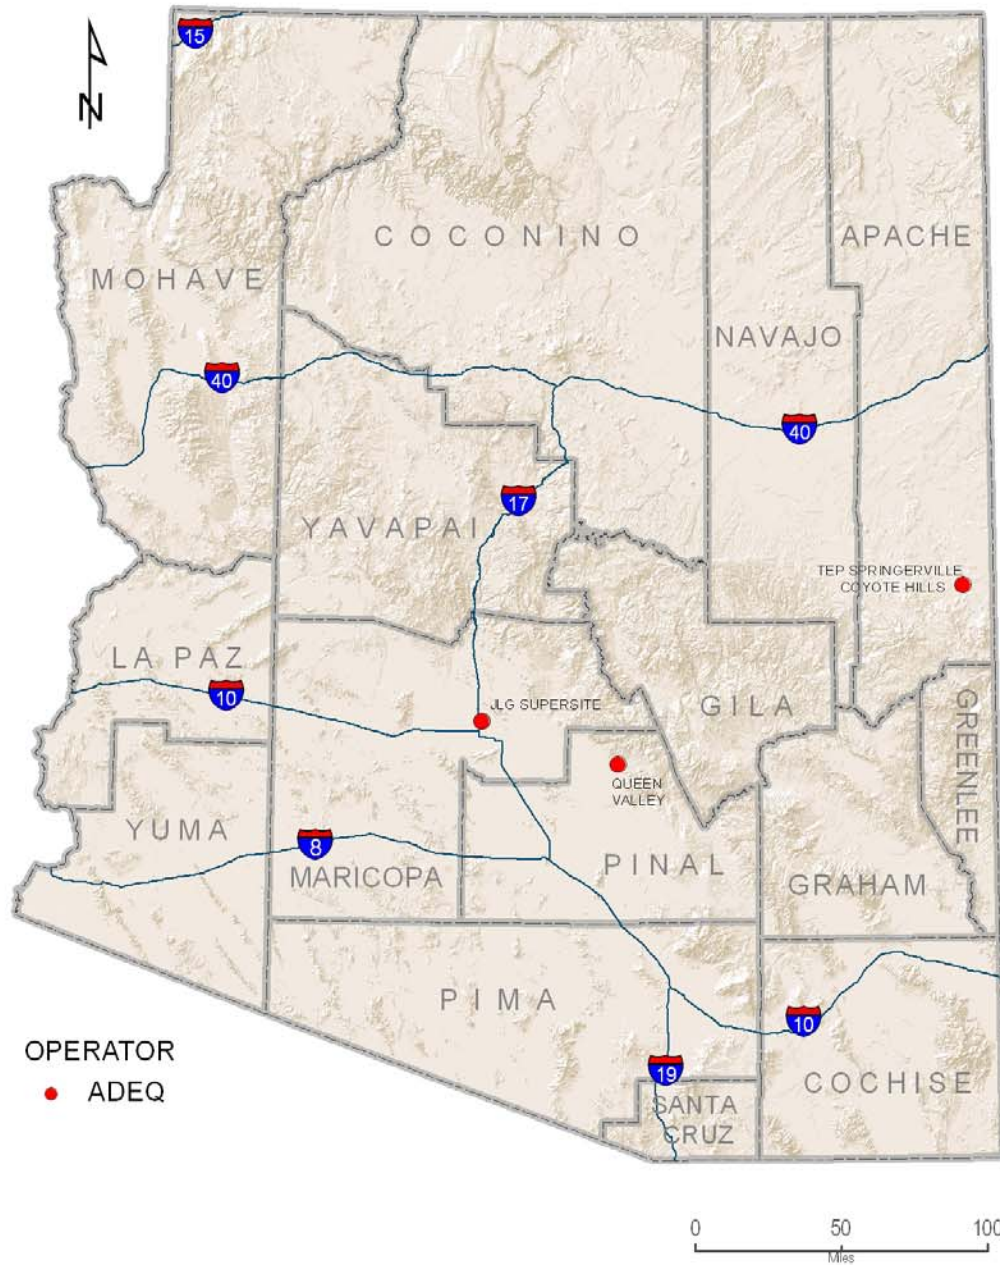 15
N
COCONINO
APACHE
MOHAVE
NAVAJO
40
40
17
YAVAPAI
TEP SPRINGERVILLE
COYOTE HILLS
LA PAZ
10
JLG SUPERSITE
GILA
GREENLEE
QUEEN
VALLEY
YUMA
8
MARICOPA
PINAL
GRAHAM
PIMA
10
OPERATOR
ADEQ
19
COCHISE
SANTA
CRUZ
0 50 100
Miles